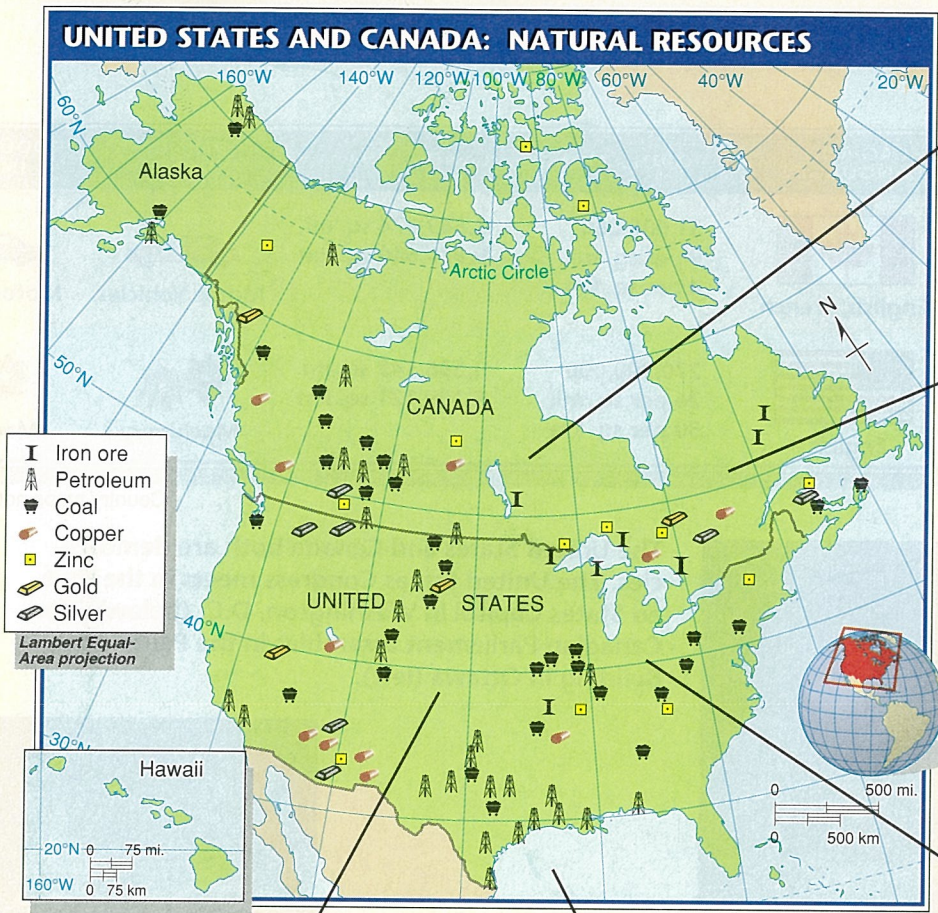 UNITED STATES AND CANADA: NATURAL RESOURCES
160°W 140°W 120°W 100°W 80°W 60°W 40°W 20°W
60°N
Alaska
Arctic Circle
N
50°N
CANADA
I Iron ore
Petroleum
Coal
Copper
Zinc
Gold
Silver
Lambert Equal-
Area projection
UNITED STATES
40°N
30°N
Hawaii
20°N
0 75 mi.
160°W
0 75 km
0 500 mi.
0 500 km